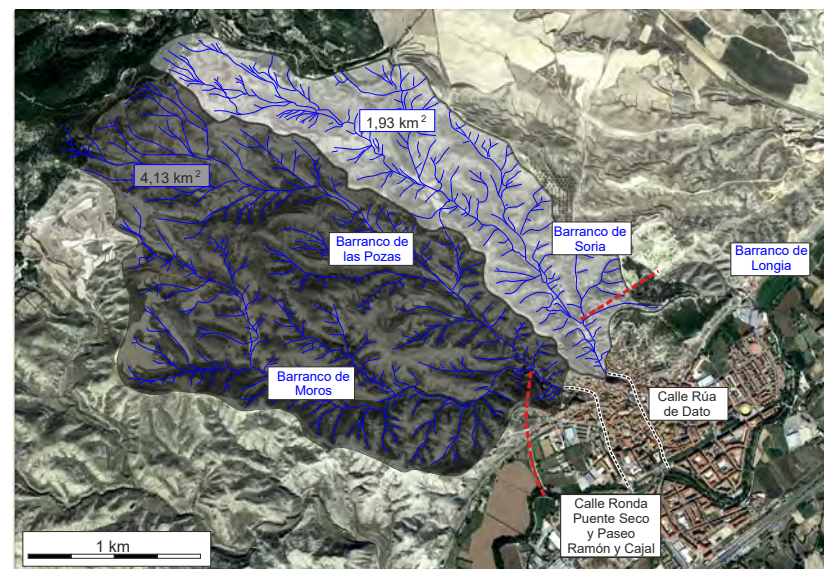 1,93 km²
4,13 km²
Barranco de
Soria
Barranco de
las Pozas
Barranco de
Longia
Barranco de
Moros
Calle Rúa
de Dato
Calle Ronda
Puente Seco
y Paseo
Ramón y Cajal
1 km